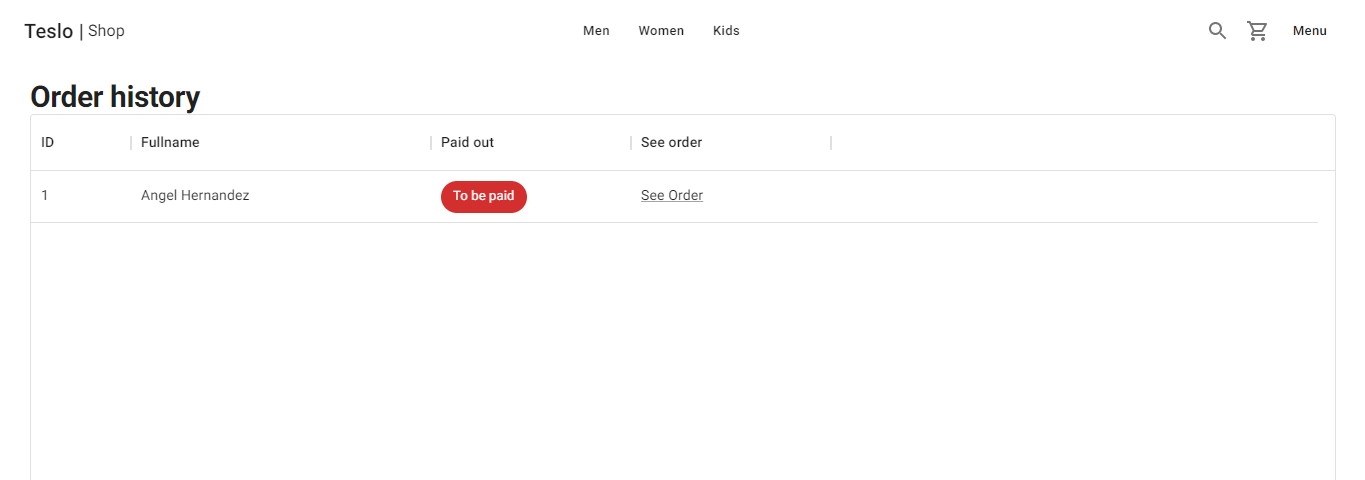 Teslo | Shop Men Women Kids Menu
Order history
ID Fullname Paid out See order
1 Angel Hernandez To be paid See Order